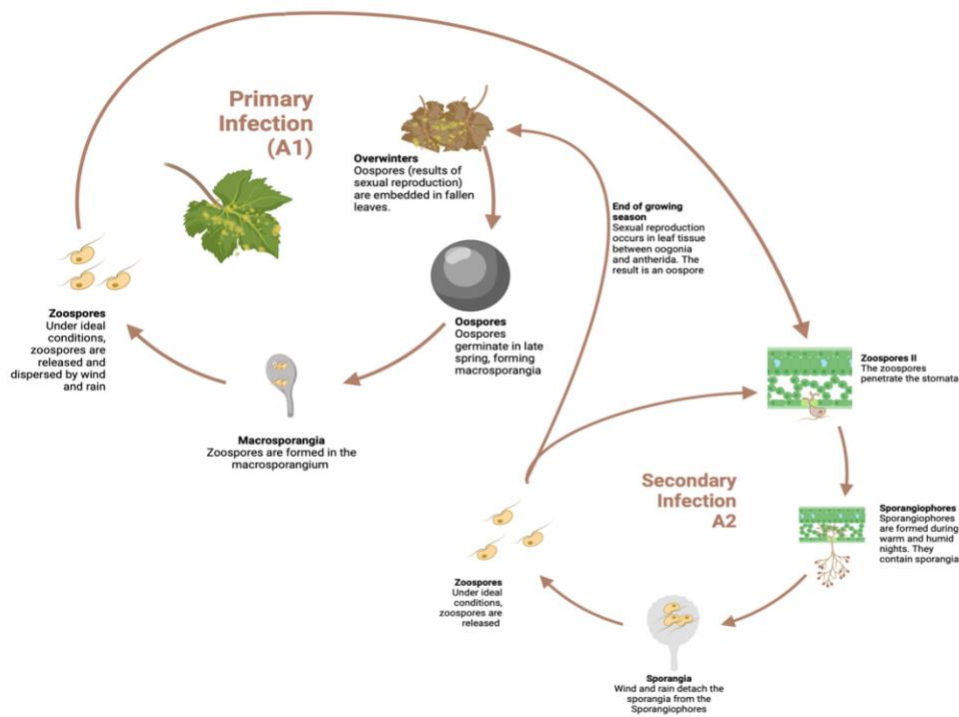 Primary
Infection
(A1)
Overwinters
Oospores (results of
sexual reproduction)
are embedded in fallen
leaves.
End of growing
season
Sexual reproduction
occurs in leaf tissue
between oogonia
and antherida. The
result is an oospore
Zoospores
Under ideal
conditions,
zoospores are
released and
dispersed by wind
and rain
Oospores
Oospores
germinate in late
spring, forming
macrosporangia
Zoospores II
The zoospores
penetrate the stomata
Macrosporangia
Zoospores are formed in the
macrosporangium
Secondary
Infection
A2
Sporangiophores
Sporangiophores
are formed during
warm and humid
nights. They
contain sporangia
Zoospores
Under ideal
conditions,
zoospores are
released
Sporangia
Wind and rain detach the
sporangia from the
Sporangiophores